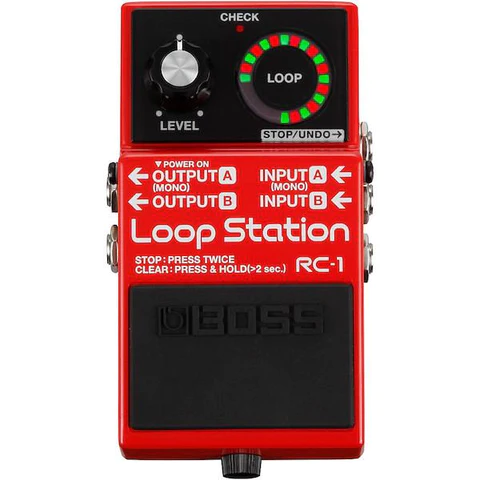 CHECK
LOOP
LEVEL
STOP/UNDO→
▼POWER ON
←OUTPUT A INPUT A←
(MONO) (MONO)
←OUTPUT B INPUT B←
Loop Station
STOP:PRESS TWICE
CLEAR:PRESS & HOLD(>2 sec.) RC-1
BOSS